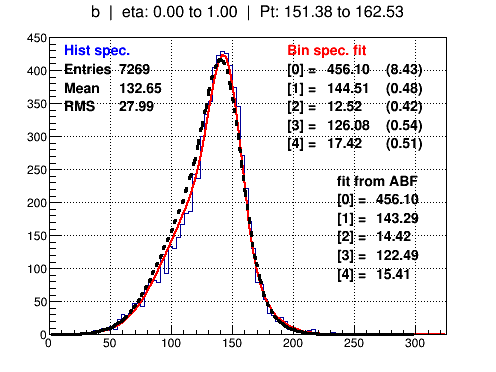 b | eta: 0.00 to 1.00 | Pt: 151.38 to 162.53
Hist spec.
Entries 7269
Mean 132.65
RMS 27.99
Bin spec. fit
[0] = 456.10 (8.43)
[1] = 144.51 (0.48)
[2] = 12.52 (0.42)
[3] = 126.08 (0.54)
[4] = 17.42 (0.51)
fit from ABF
[0] = 456.10
[1] = 143.29
[2] = 14.42
[3] = 122.49
[4] = 15.41
450
400
350
300
250
200
150
100
50
0
0 50 100 150 200 250 300